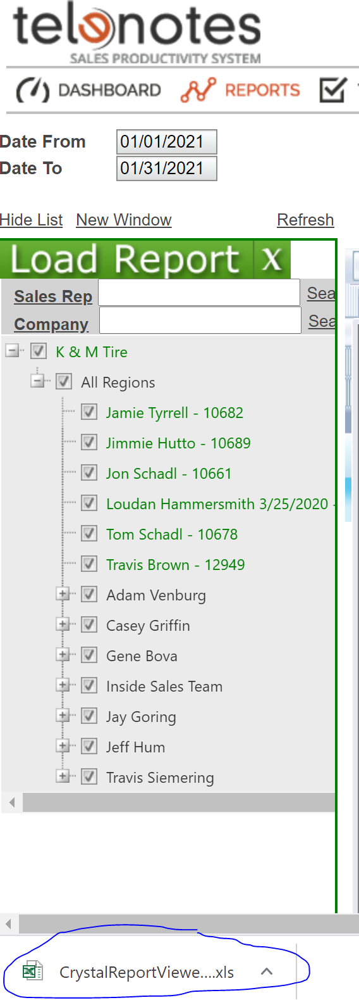 telenotes
SALES PRODUCTIVITY SYSTEM
DASHBOARD REPORTS
Date From 01/01/2021
Date To 01/31/2021
Hide List New Window Refresh
Load Report X
Sales Rep Sea
Company Sea
K & M Tire
All Regions
Jamie Tyrrell - 10682
Jimmie Hutto - 10689
Jon Schadl - 10661
Loudan Hammersmith 3/25/2020 -
Tom Schadl - 10678
Travis Brown - 12949
Adam Venburg
Casey Griffin
Gene Bova
Inside Sales Team
Jay Goring
Jeff Hum
Travis Siemering
CrystalReportViewe....xls